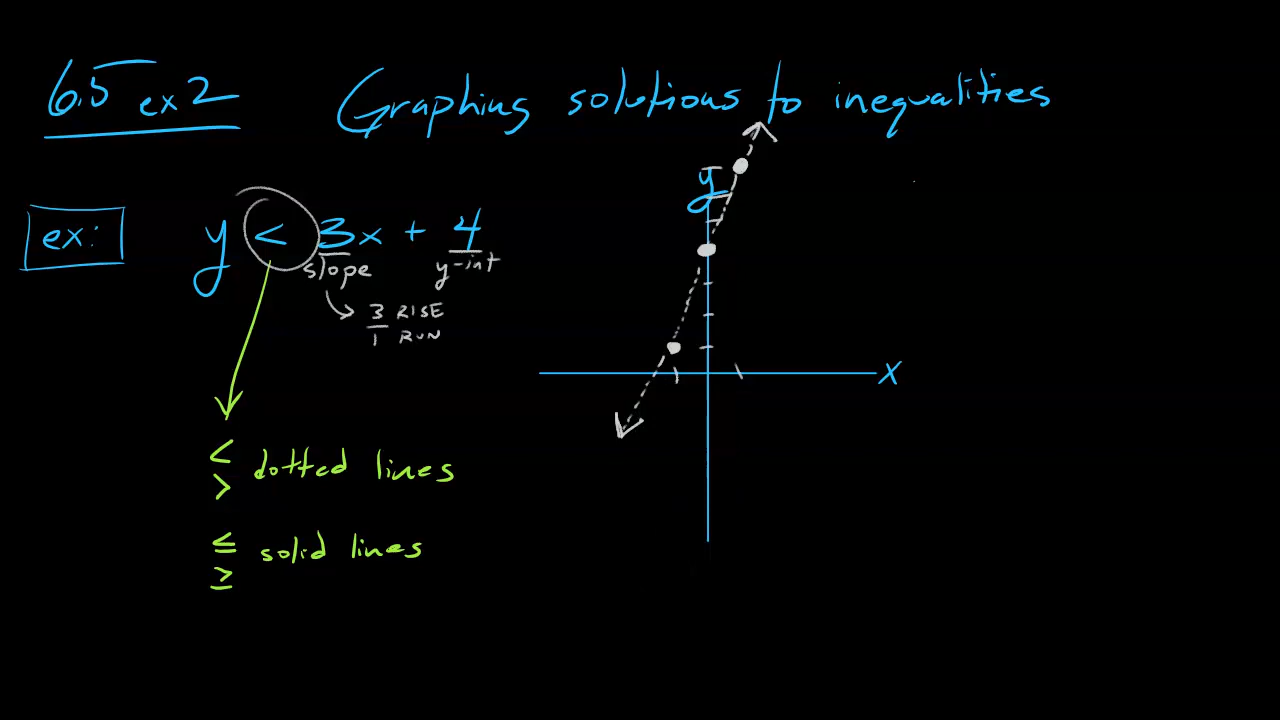 6.5 ex 2 Graphing solutions to inequalities
ex: y < 3x + 4
slope y-int
3 RISE
1 RUN
< dotted lines
>
≤ solid lines
≥
y
x